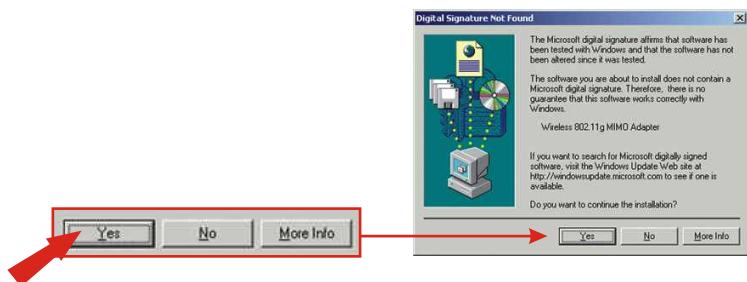 Digital Signature Not Found
The Microsoft digital signature affirms that software has
been tested with Windows and that the software has not
been altered since it was tested.
The software you are about to install does not contain a
Microsoft digital signature. Therefore, there is no
guarantee that this software works correctly with
Windows.
Wireless 802.11g MIMO Adapter
If you want to search for Microsoft digitally signed
software, visit the Windows Update Web site at
http://windowsupdate.microsoft.com to see if one is
available.
Do you want to continue the installation?
Yes No More Info
Yes No More Info